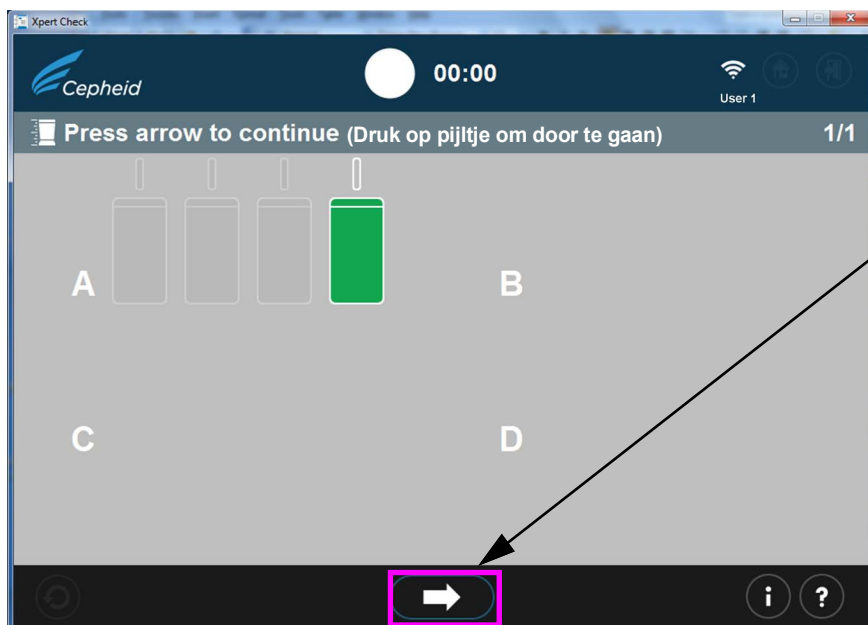 Xpert Check
Cepheid
00:00
User 1
Press arrow to continue (Druk op pijltje om door te gaan)
1/1
A
B
C
D
i
?